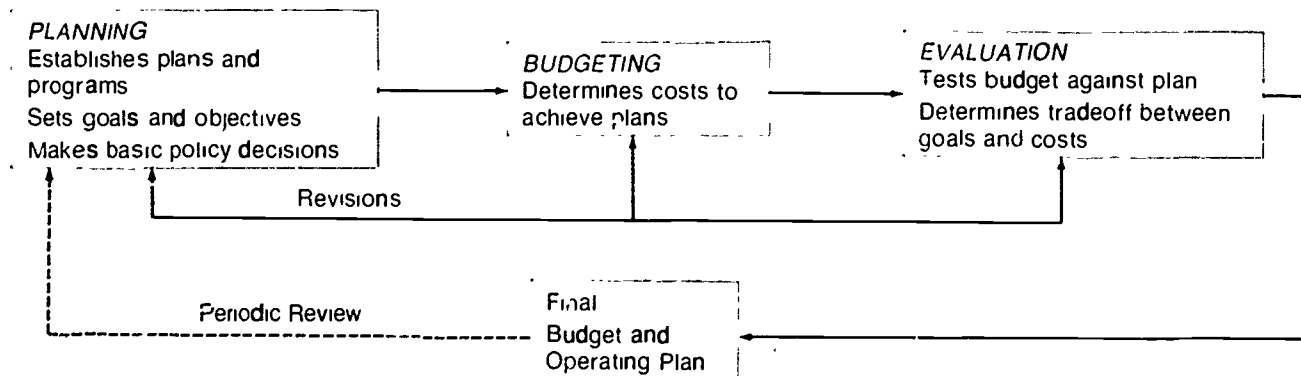 PLANNING
Establishes plans and
programs
Sets goals and objectives
Makes basic policy decisions
BUDGETING
Determines costs to
achieve plans
EVALUATION
Tests budget against plan
Determines tradeoff between
goals and costs
Revisions
Periodic Review
Final
Budget and
Operating Plan